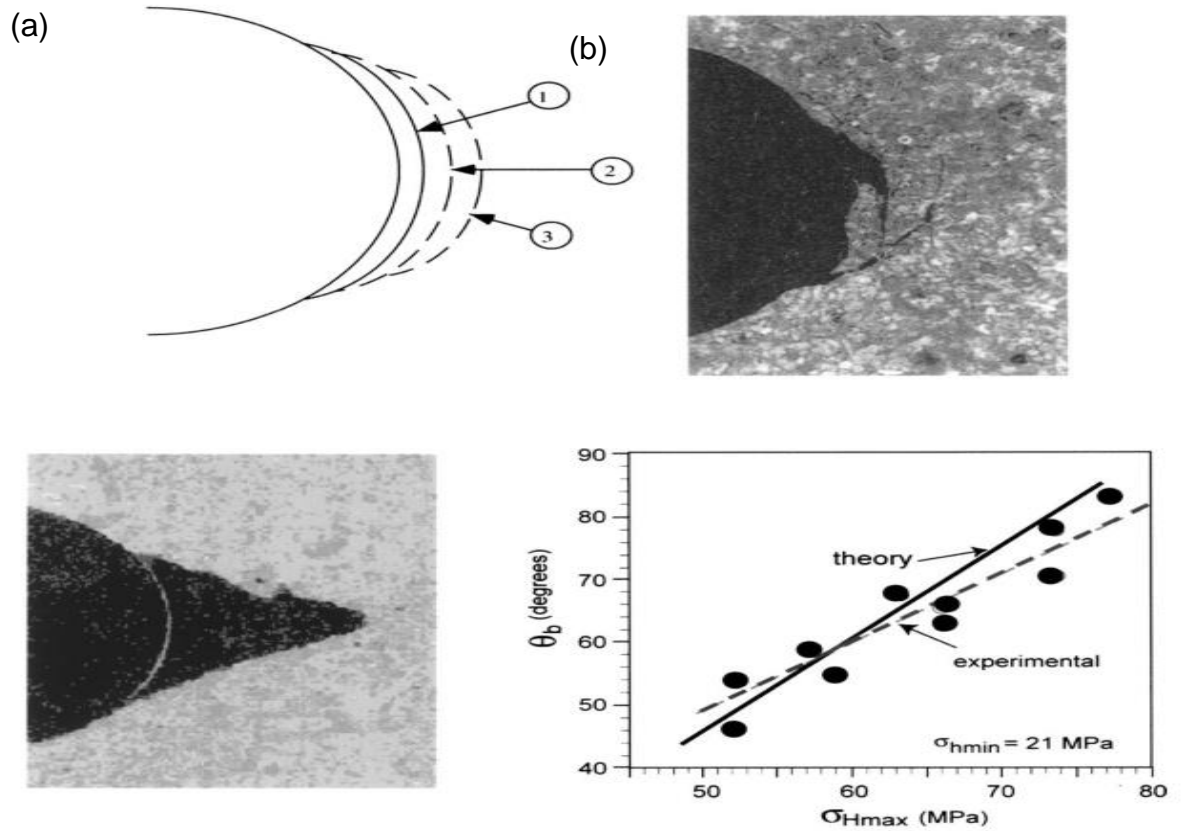 (a)
(b)
1
2
3
90
80
70
60
50
40
θb (degrees)
theory
experimental
σhmin = 21 MPa
50
60
70
80
σHmax (MPa)